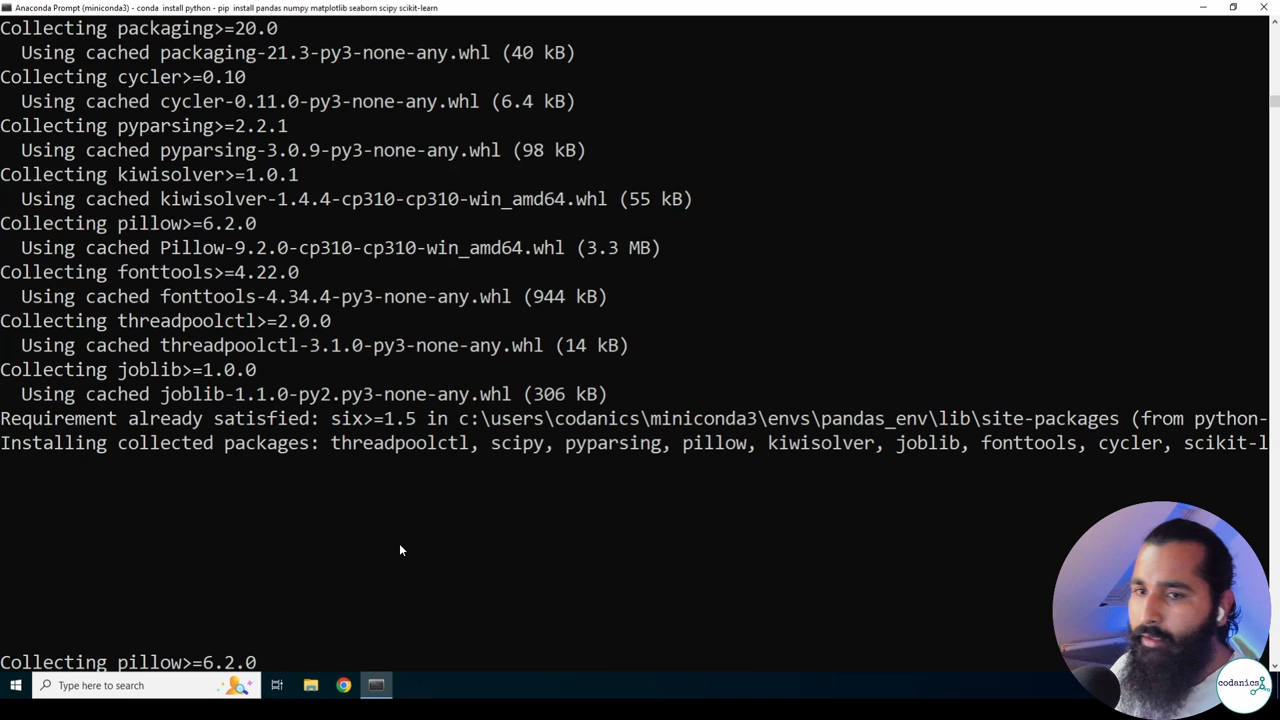 Anaconda Prompt (miniconda3) - conda install python - pip install pandas numpy matplotlib seaborn scipy scikit-learn
Collecting packaging>=20.0
Using cached packaging-21.3-py3-none-any.whl (40 kB)
Collecting cycler>=0.10
Using cached cycler-0.11.0-py3-none-any.whl (6.4 kB)
Collecting pyparsing>=2.2.1
Using cached pyparsing-3.0.9-py3-none-any.whl (98 kB)
Collecting kiwisolver>=1.0.1
Using cached kiwisolver-1.4.4-cp310-cp310-win_amd64.whl (55 kB)
Collecting pillow>=6.2.0
Using cached Pillow-9.2.0-cp310-cp310-win_amd64.whl (3.3 MB)
Collecting fonttools>=4.22.0
Using cached fonttools-4.34.4-py3-none-any.whl (944 kB)
Collecting threadpoolctl>=2.0.0
Using cached threadpoolctl-3.1.0-py3-none-any.whl (14 kB)
Collecting joblib>=1.0.0
Using cached joblib-1.1.0-py2.py3-none-any.whl (306 kB)
Requirement already satisfied: six>=1.5 in c:\users\codanics\miniconda3\envs\pandas_env\lib\site-packages (from python-
Installing collected packages: threadpoolctl, scipy, pyparsing, pillow, kiwisolver, joblib, fonttools, cycler, scikit-l
Collecting pillow>=6.2.0
Type here to search
codanics